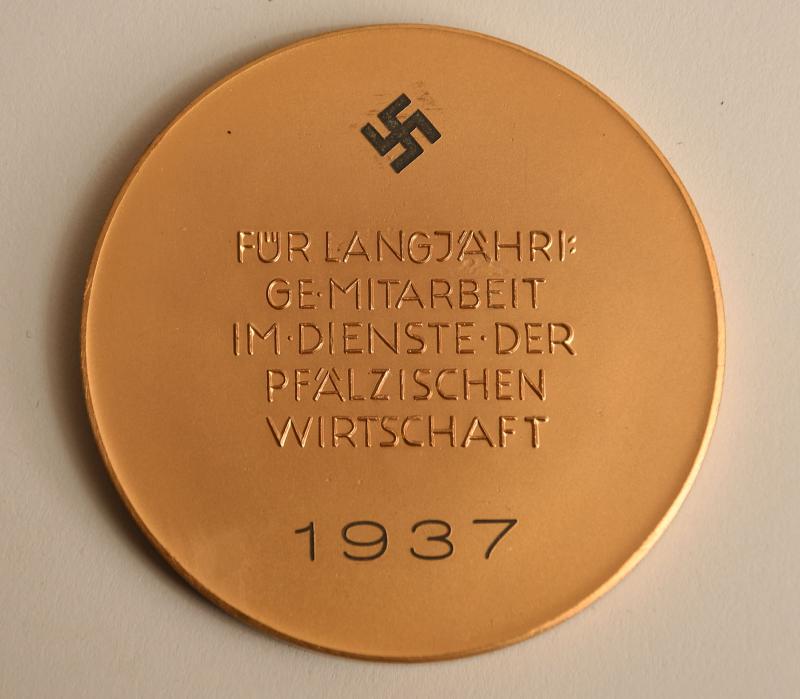 FÜR LANGJÄHRI=
GE·MITARBEIT
IM·DIENSTE·DER
PFÄLZISCHEN
WIRTSCHAFT
1937